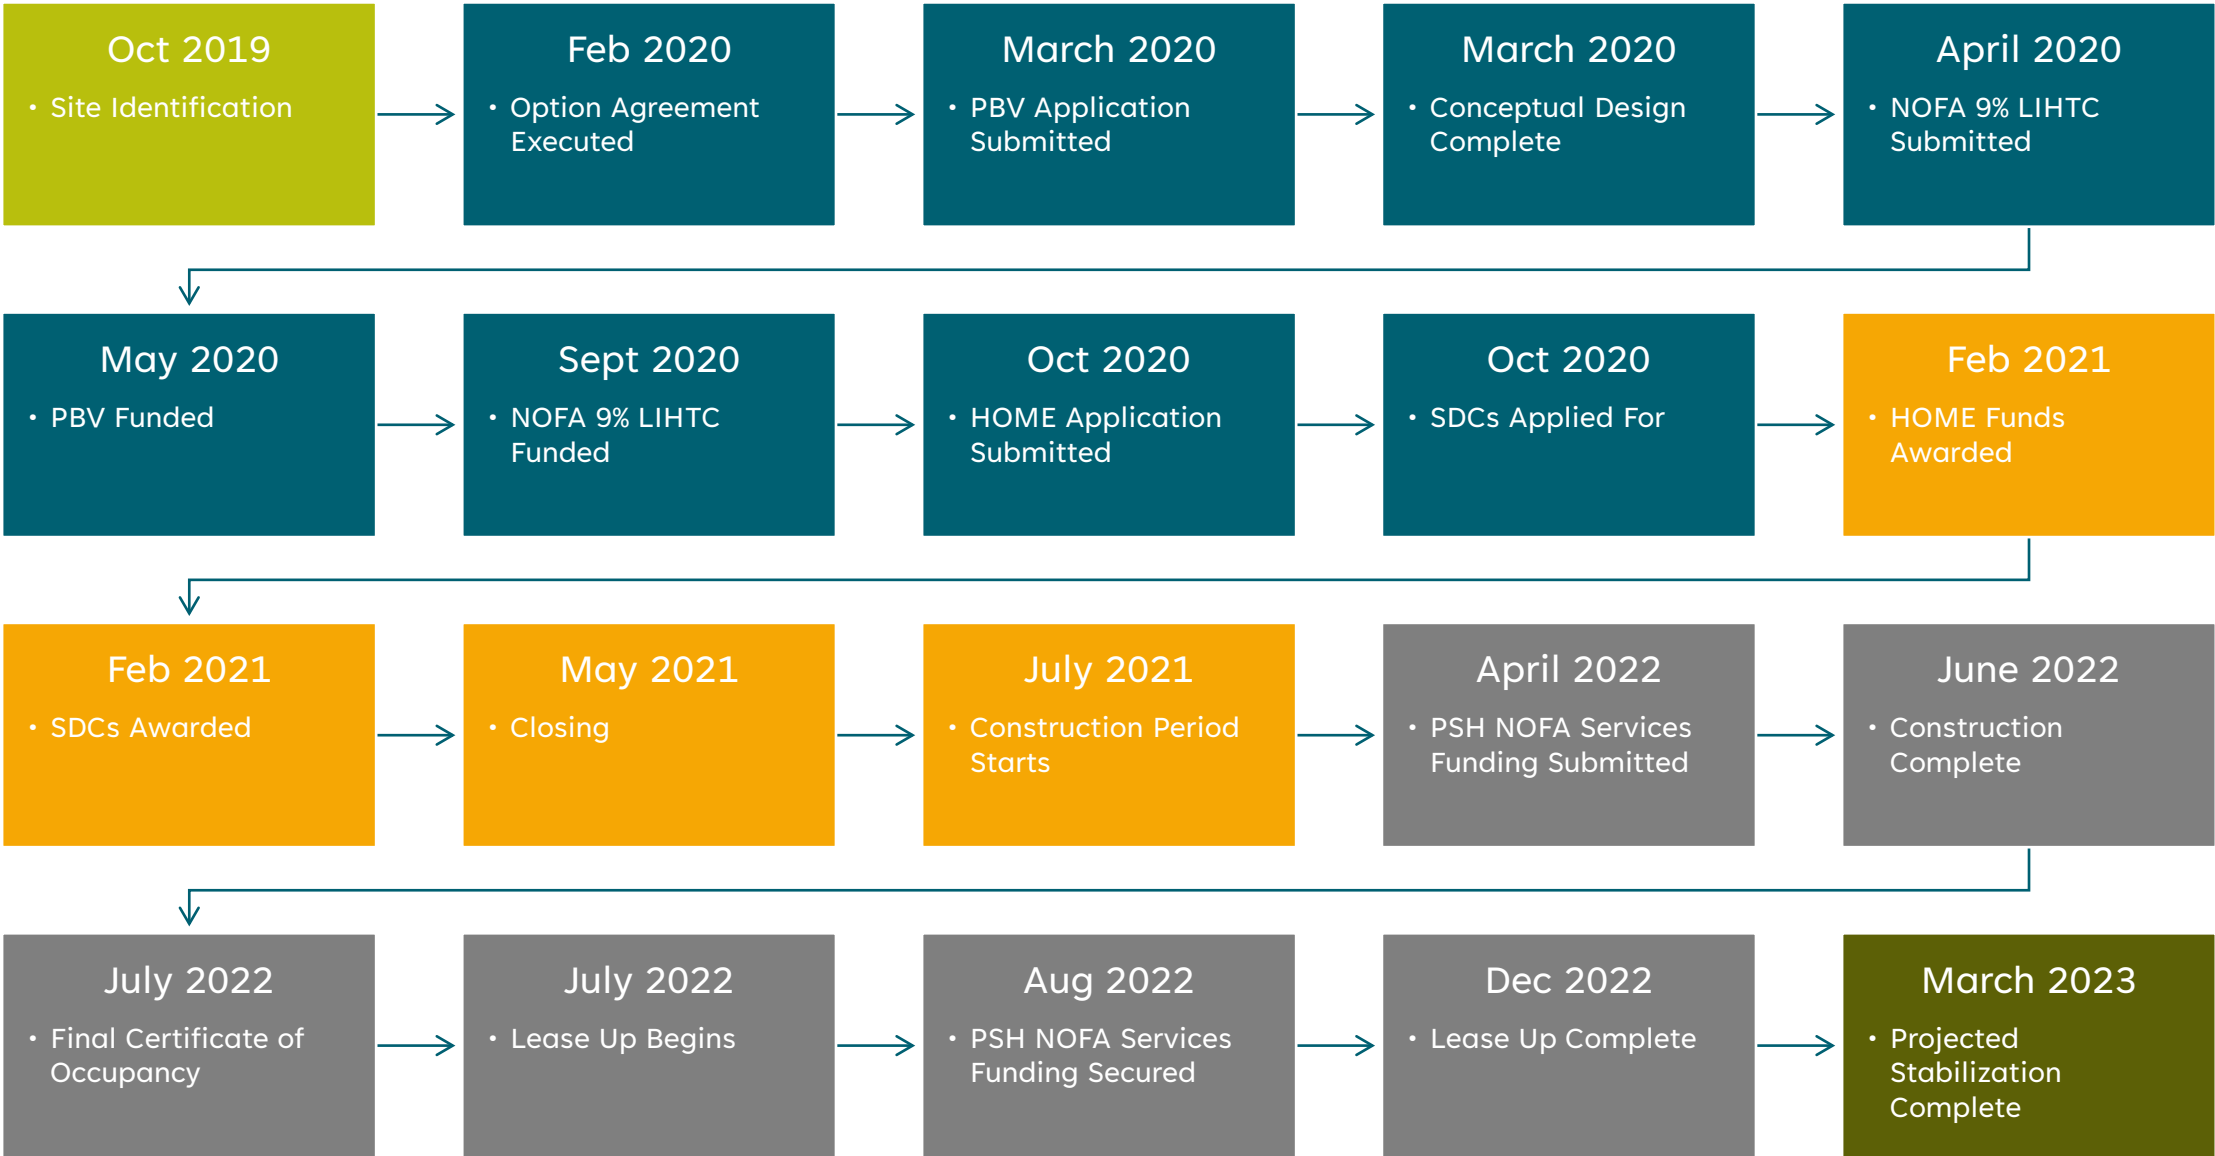 Oct 2019
• Site Identification
Feb 2020
• Option Agreement
Executed
March 2020
• PBV Application
Submitted
March 2020
• Conceptual Design
Complete
April 2020
• NOFA 9% LIHTC
Submitted
May 2020
• PBV Funded
Sept 2020
• NOFA 9% LIHTC
Funded
Oct 2020
• HOME Application
Submitted
Oct 2020
• SDCs Applied For
Feb 2021
• HOME Funds
Awarded
Feb 2021
• SDCs Awarded
May 2021
• Closing
July 2021
• Construction Period
Starts
April 2022
• PSH NOFA Services
Funding Submitted
June 2022
• Construction
Complete
July 2022
• Final Certificate of
Occupancy
July 2022
• Lease Up Begins
Aug 2022
• PSH NOFA Services
Funding Secured
Dec 2022
• Lease Up Complete
March 2023
• Projected
Stabilization
Complete